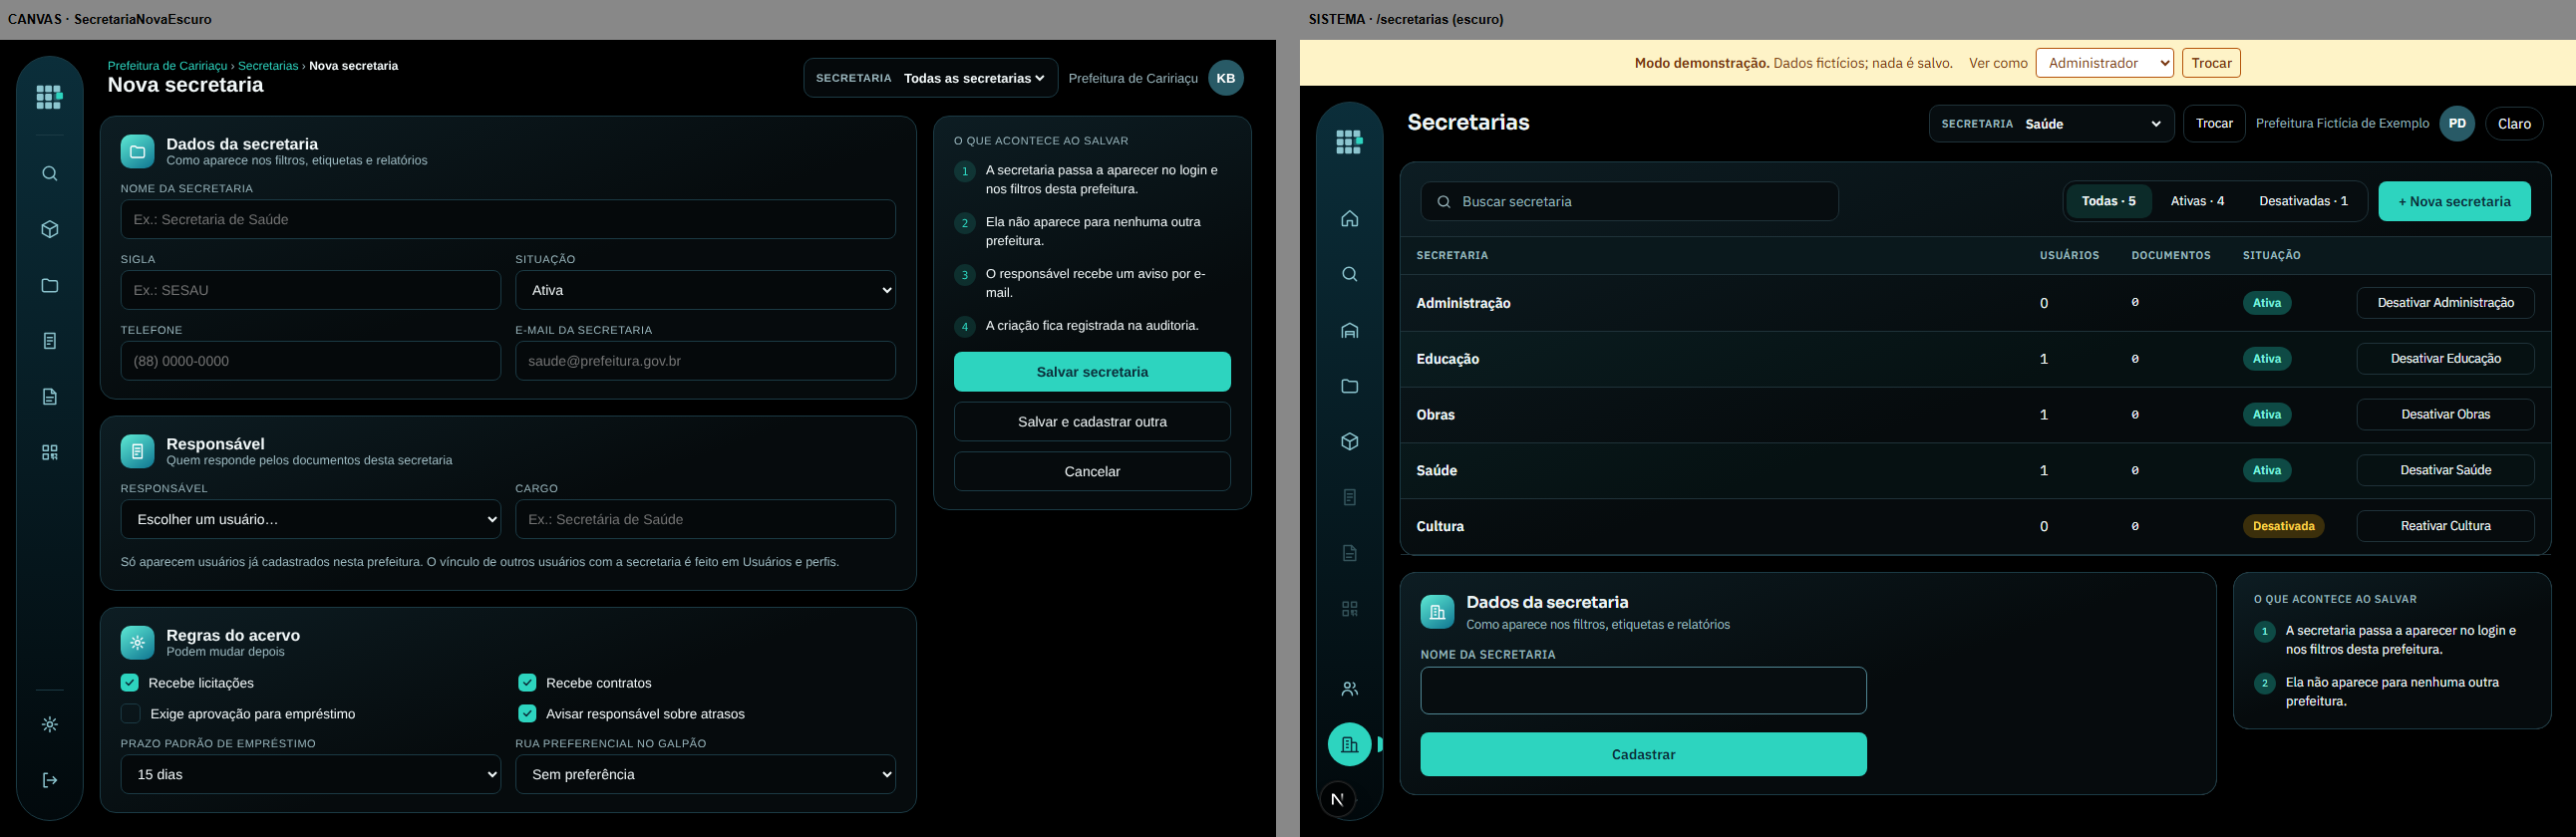 CANVAS · SecretariaNovaEscuro
Prefeitura de Caririaçu › Secretarias › Nova secretaria
Nova secretaria
SECRETARIA Todas as secretarias
Prefeitura de Caririaçu
KB
Dados da secretaria
Como aparece nos filtros, etiquetas e relatórios
NOME DA SECRETARIA
Ex.: Secretaria de Saúde
SIGLA
SITUAÇÃO
Ex.: SESAU
Ativa
TELEFONE
E-MAIL DA SECRETARIA
(88) 0000-0000
saude@prefeitura.gov.br
Responsável
Quem responde pelos documentos desta secretaria
RESPONSÁVEL
CARGO
Escolher um usuário...
Ex.: Secretária de Saúde
Só aparecem usuários já cadastrados nesta prefeitura. O vínculo de outros usuários com a secretaria é feito em Usuários e perfis.
Regras do acervo
Podem mudar depois
Recebe licitações
Recebe contratos
Exige aprovação para empréstimo
Avisar responsável sobre atrasos
PRAZO PADRÃO DE EMPRÉSTIMO
RUA PREFERENCIAL NO GALPÃO
15 dias
Sem preferência
O QUE ACONTECE AO SALVAR
1 A secretaria passa a aparecer no login e
nos filtros desta prefeitura.
2 Ela não aparece para nenhuma outra
prefeitura.
3 O responsável recebe um aviso por e-
mail.
4 A criação fica registrada na auditoria.
Salvar secretaria
Salvar e cadastrar outra
Cancelar
SISTEMA · /secretarias (escuro)
Modo demonstração. Dados fictícios; nada é salvo. Ver como Administrador Trocar
Secretarias
SECRETARIA Saúde
Trocar
Prefeitura Fictícia de Exemplo
PD
Claro
Buscar secretaria
Todas · 5 Ativas · 4 Desativadas · 1
+ Nova secretaria
SECRETARIA USUÁRIOS DOCUMENTOS SITUAÇÃO
Administração 0 0 Ativa Desativar Administração
Educação 1 0 Ativa Desativar Educação
Obras 1 0 Ativa Desativar Obras
Saúde 1 0 Ativa Desativar Saúde
Cultura 0 0 Desativada Reativar Cultura
Dados da secretaria
Como aparece nos filtros, etiquetas e relatórios
NOME DA SECRETARIA
Cadastrar
O QUE ACONTECE AO SALVAR
1 A secretaria passa a aparecer no login e
nos filtros desta prefeitura.
2 Ela não aparece para nenhuma outra
prefeitura.
N